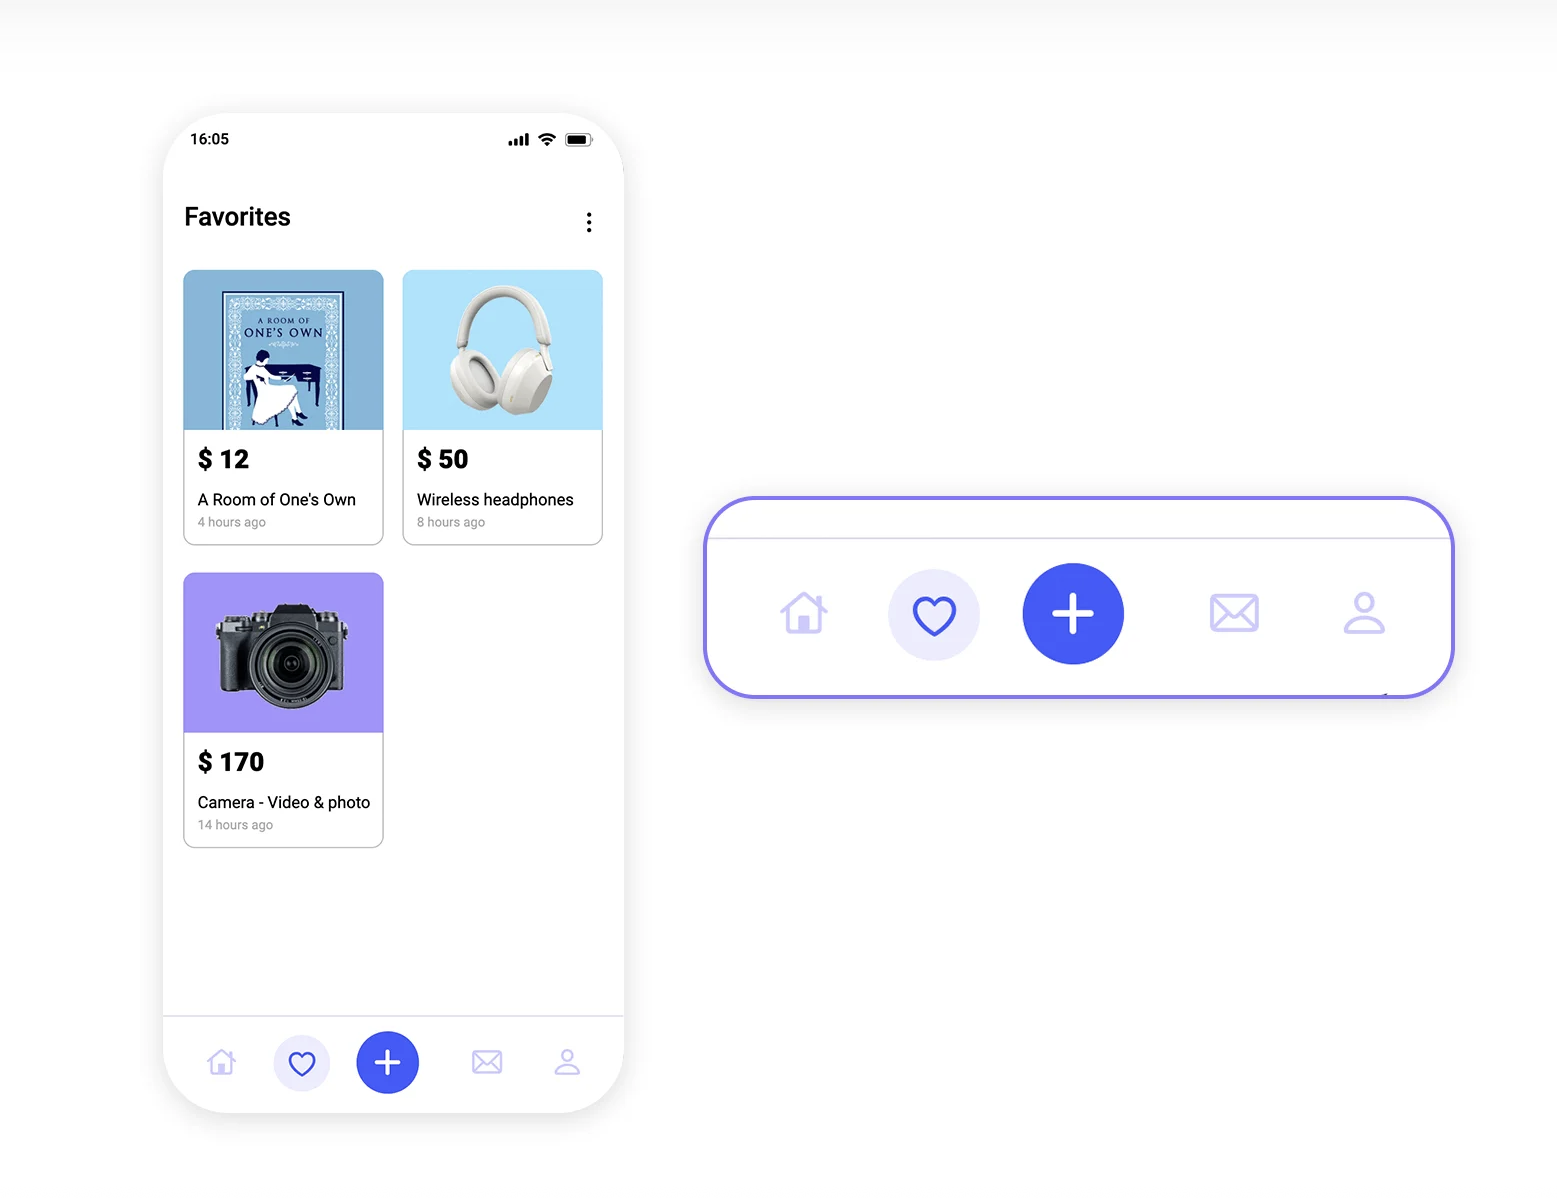 16:05
Favorites
A ROOM OF
ONE'S OWN
$ 12
A Room of One's Own
4 hours ago
$ 50
Wireless headphones
8 hours ago
$ 170
Camera - Video & photo
14 hours ago